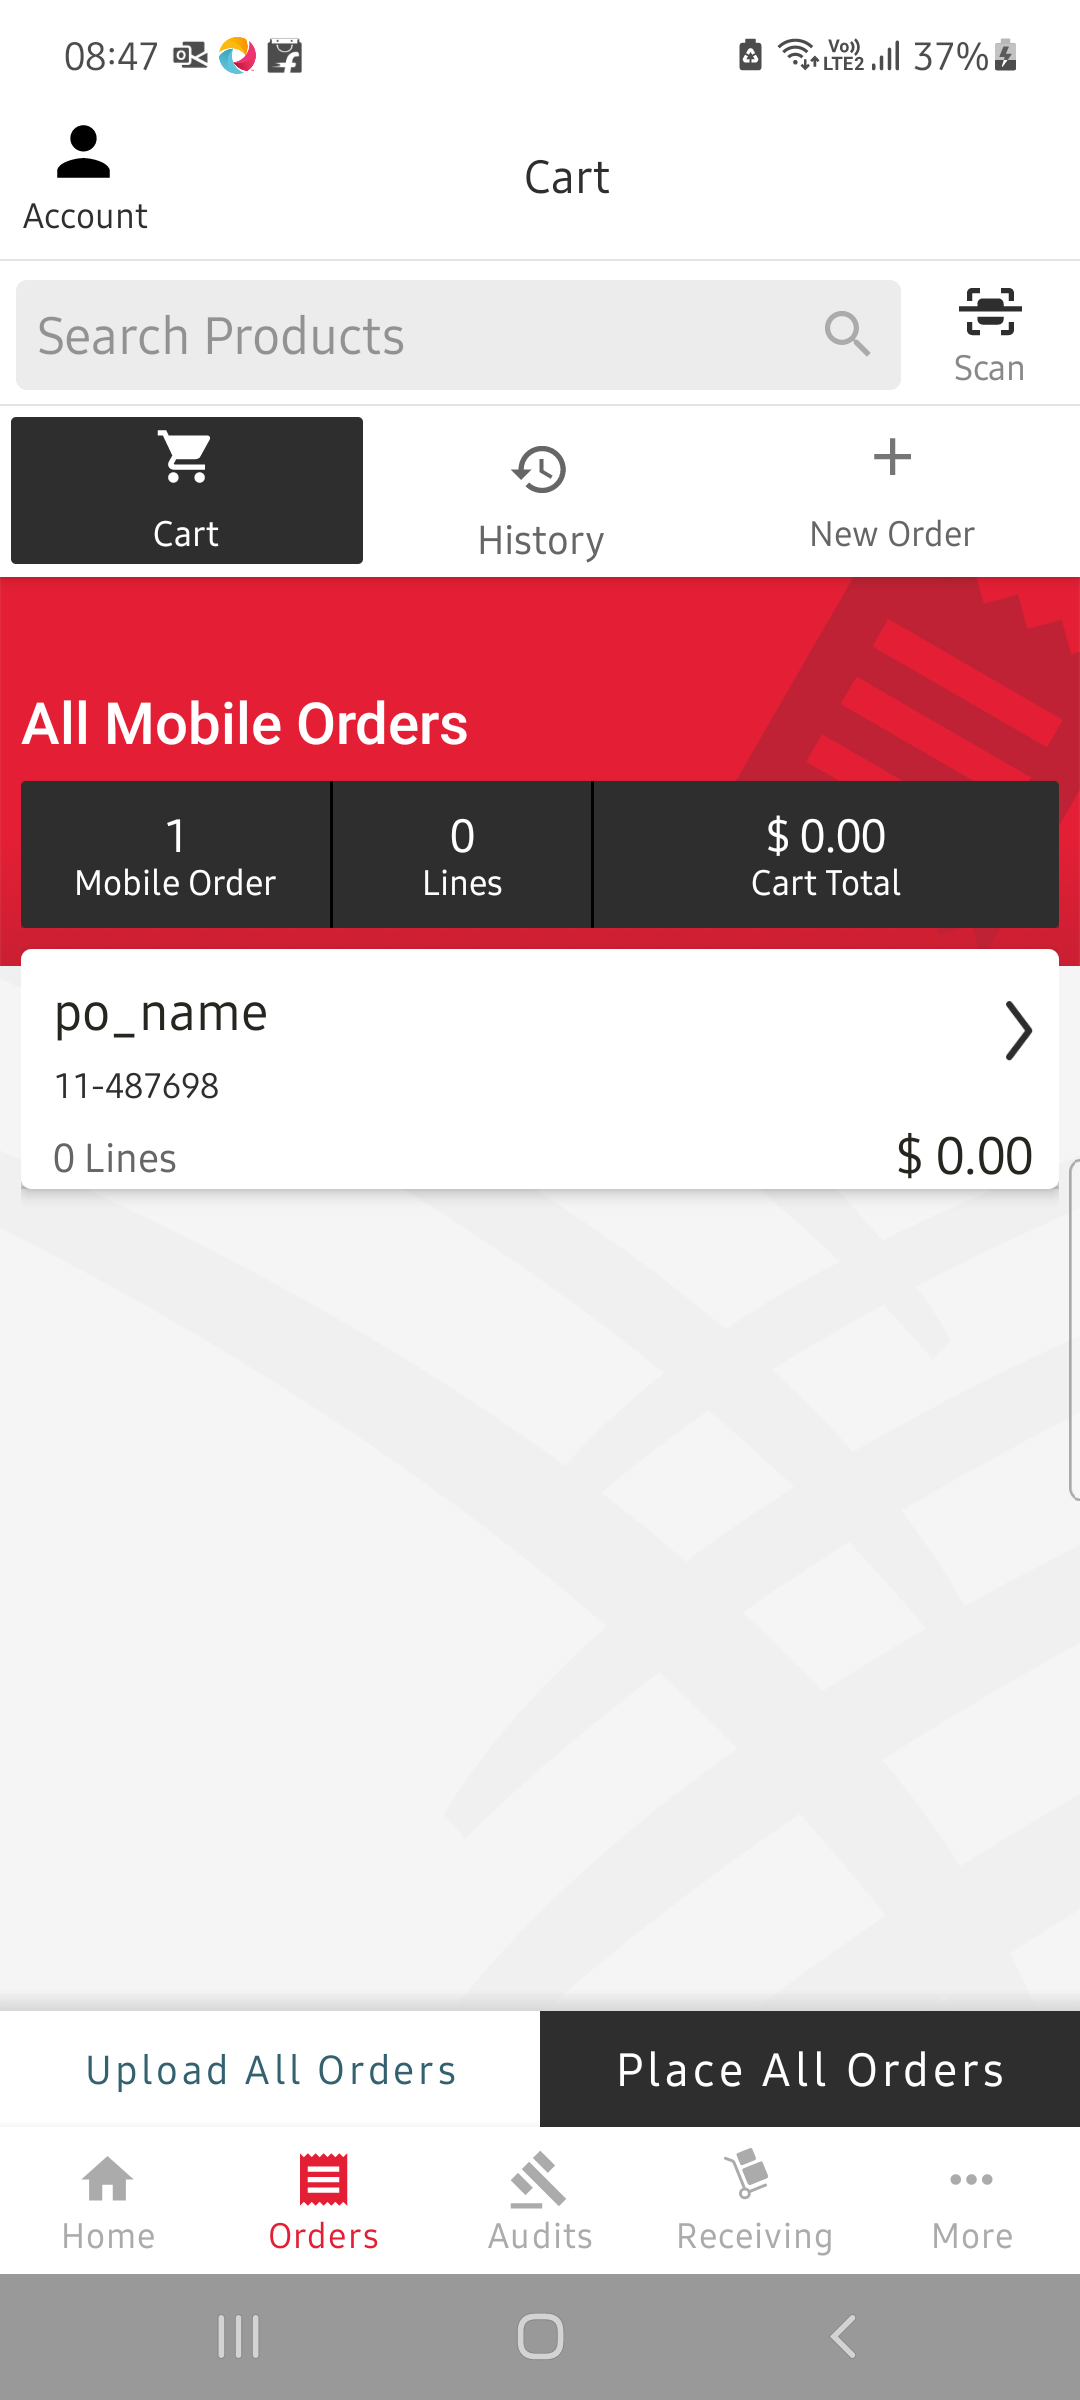 08:47
Vo))
LTE2
37%
Account
Cart
Search Products
Scan
Cart
History
New Order
All Mobile Orders
1
Mobile Order
0
Lines
$ 0.00
Cart Total
po_name
11-487698
0 Lines
$ 0.00
Upload All Orders
Place All Orders
Home
Orders
Audits
Receiving
More